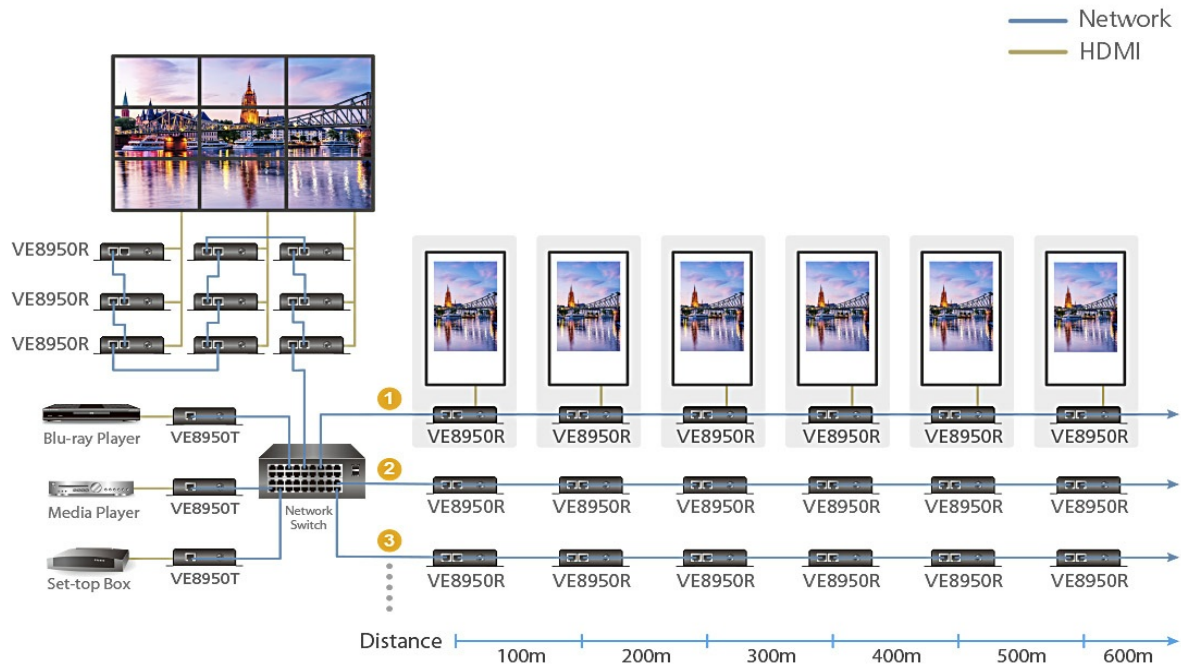 Network
HDMI
VE8950R
VE8950R
VE8950R
Blu-ray Player
VE8950T
Media Player
VE8950T
Set-top Box
VE8950T
Network
Switch
1
VE8950R VE8950R VE8950R VE8950R VE8950R VE8950R
2
VE8950R VE8950R VE8950R VE8950R VE8950R VE8950R
3
VE8950R VE8950R VE8950R VE8950R VE8950R VE8950R
Distance
100m 200m 300m 400m 500m 600m